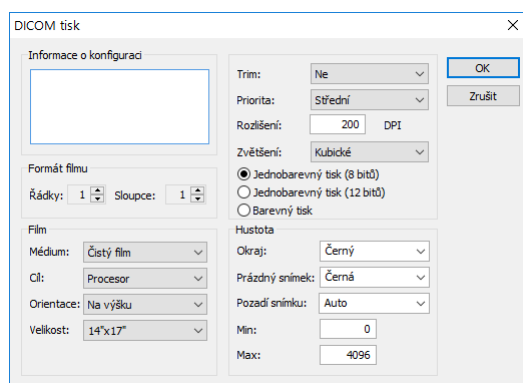 DICOM tisk
Informace o konfiguraci
Formát filmu
Řádky: 1 Sloupce: 1
Film
Médium: Čistý film
Cíl: Procesor
Orientace: Na výšku
Velikost: 14"x17"
Trim: Ne
Priorita: Střední
Rozlišení: 200 DPI
Zvětšení: Kubické
Jednobarevný tisk (8 bitů)
Jednobarevný tisk (12 bitů)
Barevný tisk
Hustota
Okraj: Černý
Prázdný snímek: Černá
Pozadí snímku: Auto
Min: 0
Max: 4096
OK
Zrušit